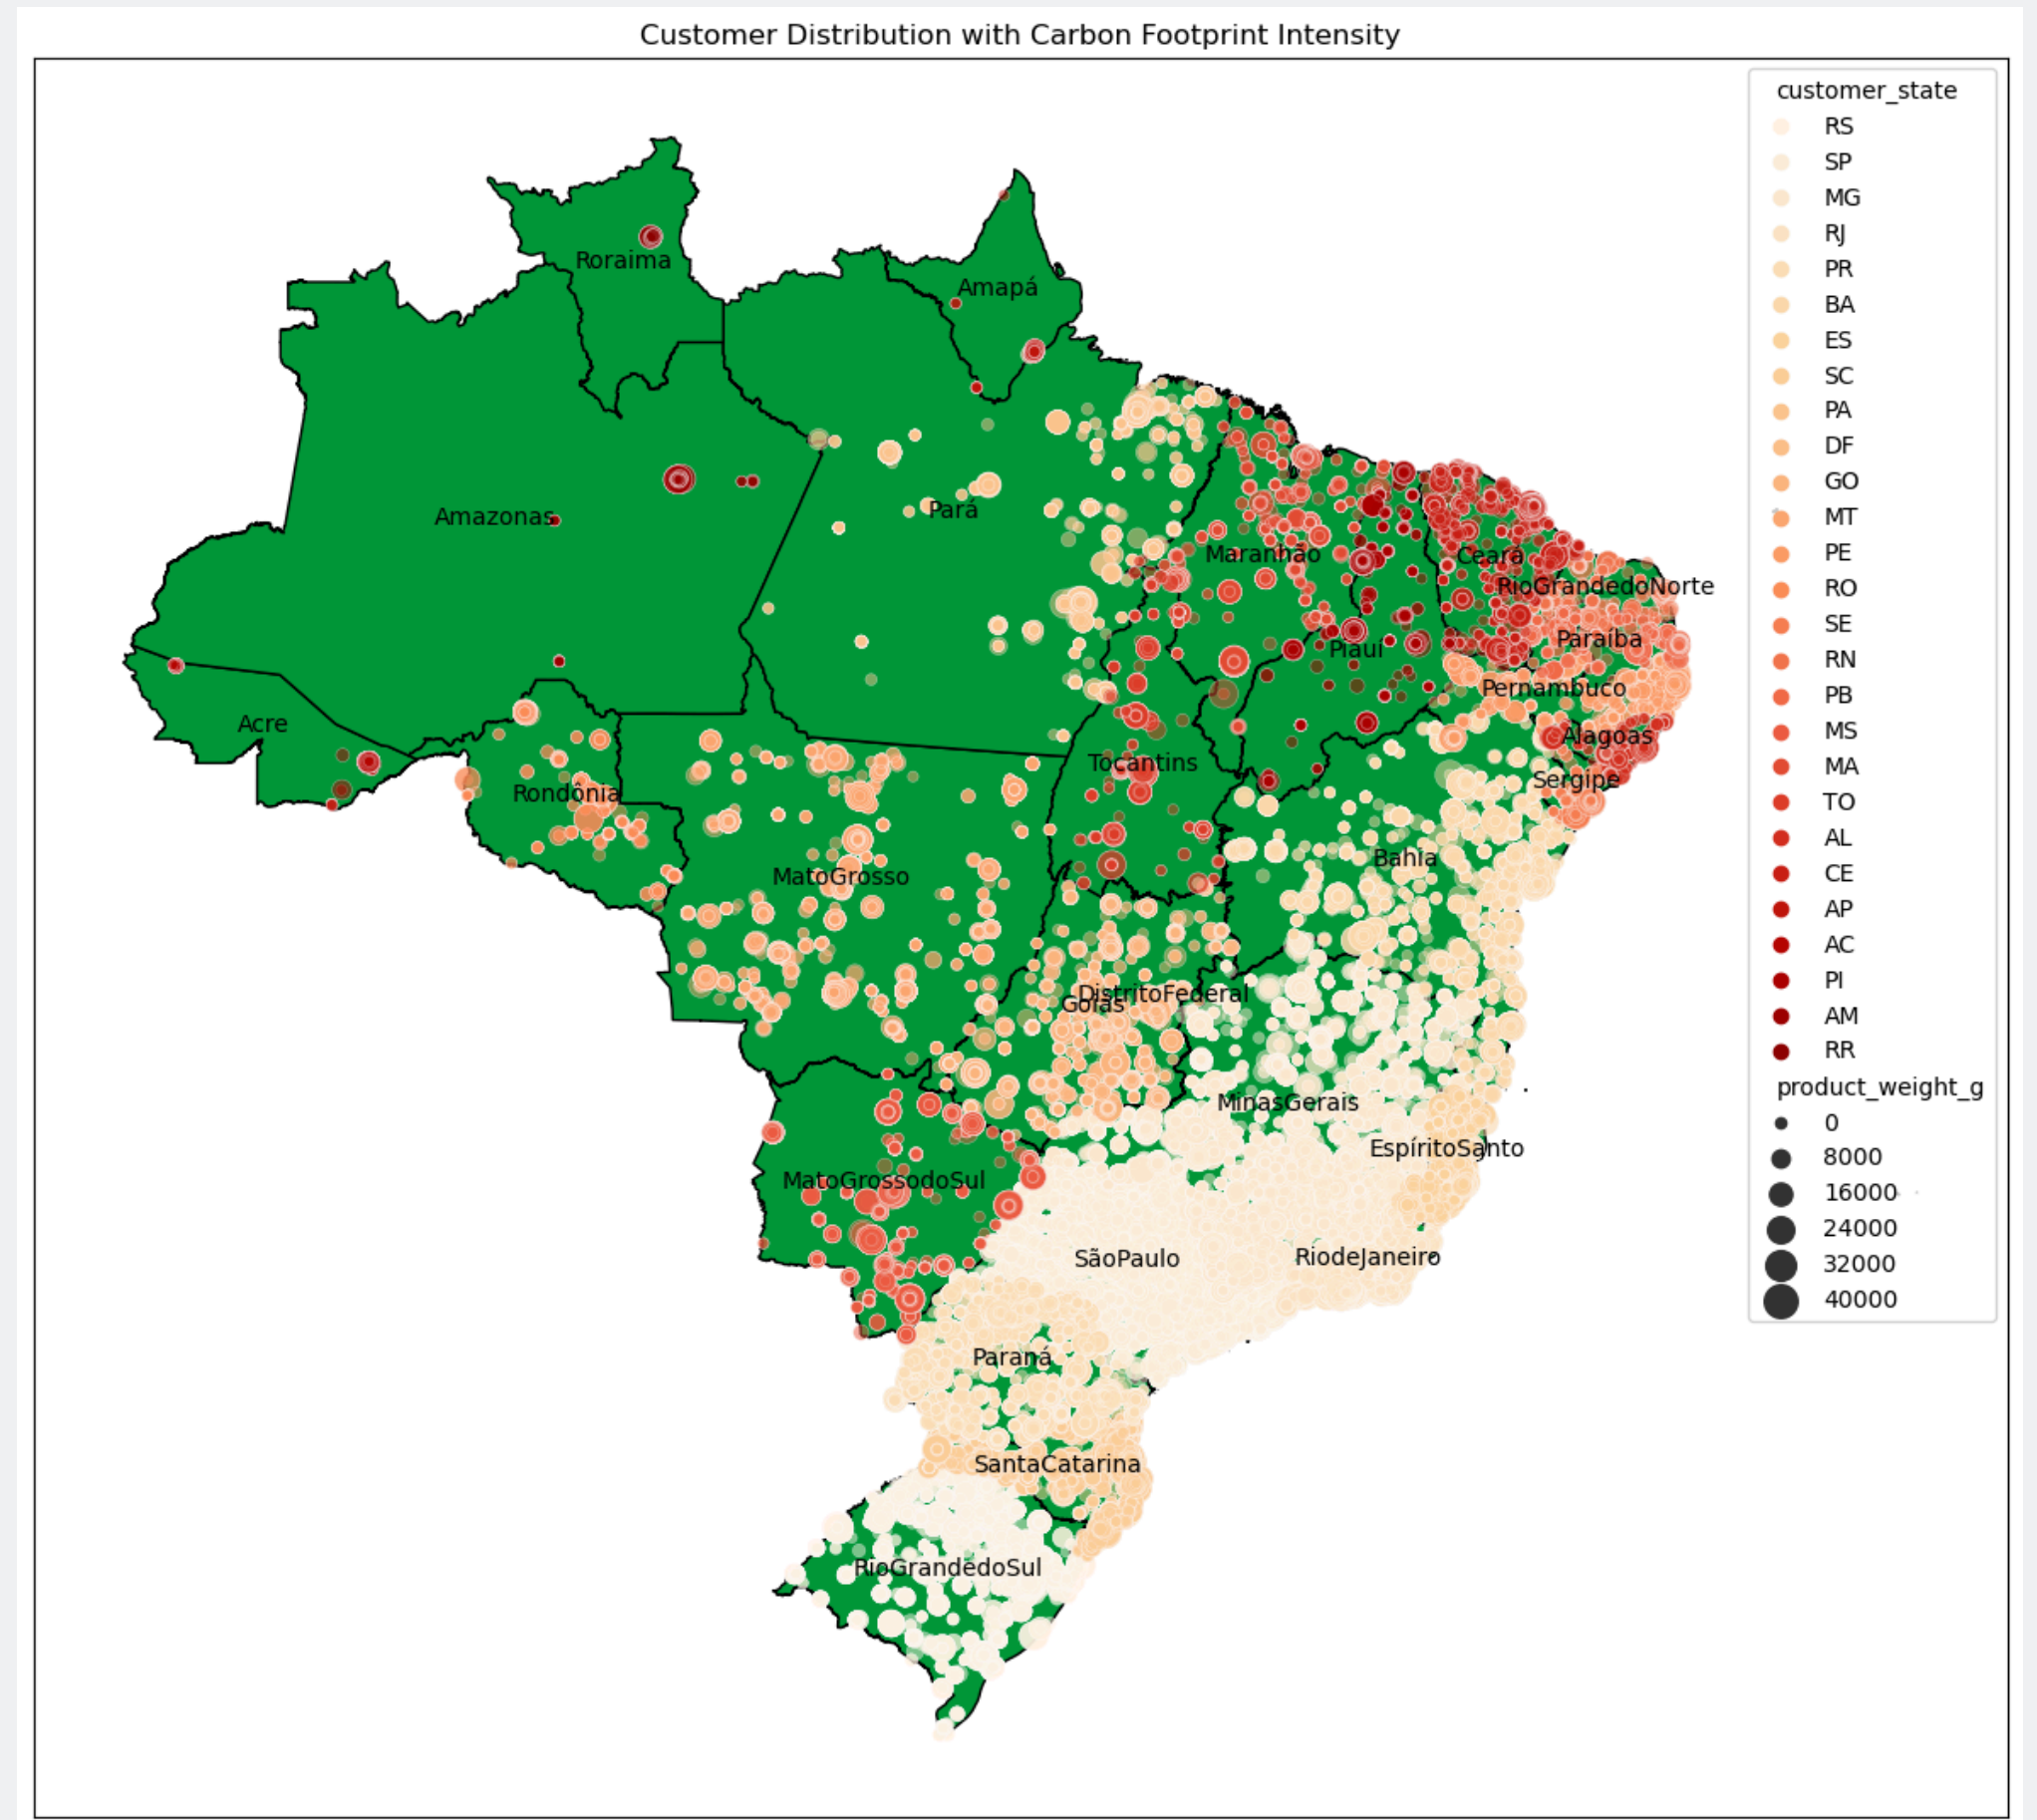 Customer Distribution with Carbon Footprint Intensity
customer_state
RS
SP
MG
RJ
PR
BA
ES
SC
PA
DF
GO
MT
PE
RO
SE
RN
PB
MS
MA
TO
AL
CE
AP
AC
PI
AM
RR
product_weight_g
0
8000
16000
24000
32000
40000
Roraima
Amapá
Amazonas
Pará
Maranhão
Ceará
RioGrandedoNorte
Paraíba
Piauí
Pernambuco
Acre
Alagoas
Tocantins
Sergipe
Rondônia
Bahia
MatoGrosso
DistritoFederal
Goiás
MinasGerais
EspíritoSanto
MatoGrossodoSul
SãoPaulo
RiodeJaneiro
Paraná
SantaCatarina
RioGrandedoSul